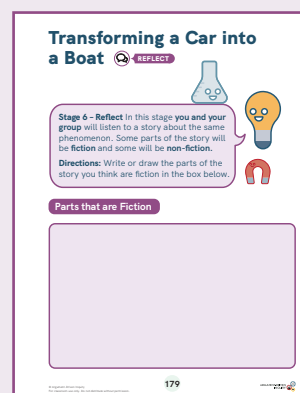 Transforming a Car into
a Boat REFLECT
Stage 6 – Reflect In this stage you and your
group will listen to a story about the same
phenomenon. Some parts of the story will
be fiction and some will be non-fiction.
Directions: Write or draw the parts of the
story you think are fiction in the box below.
Parts that are Fiction
179